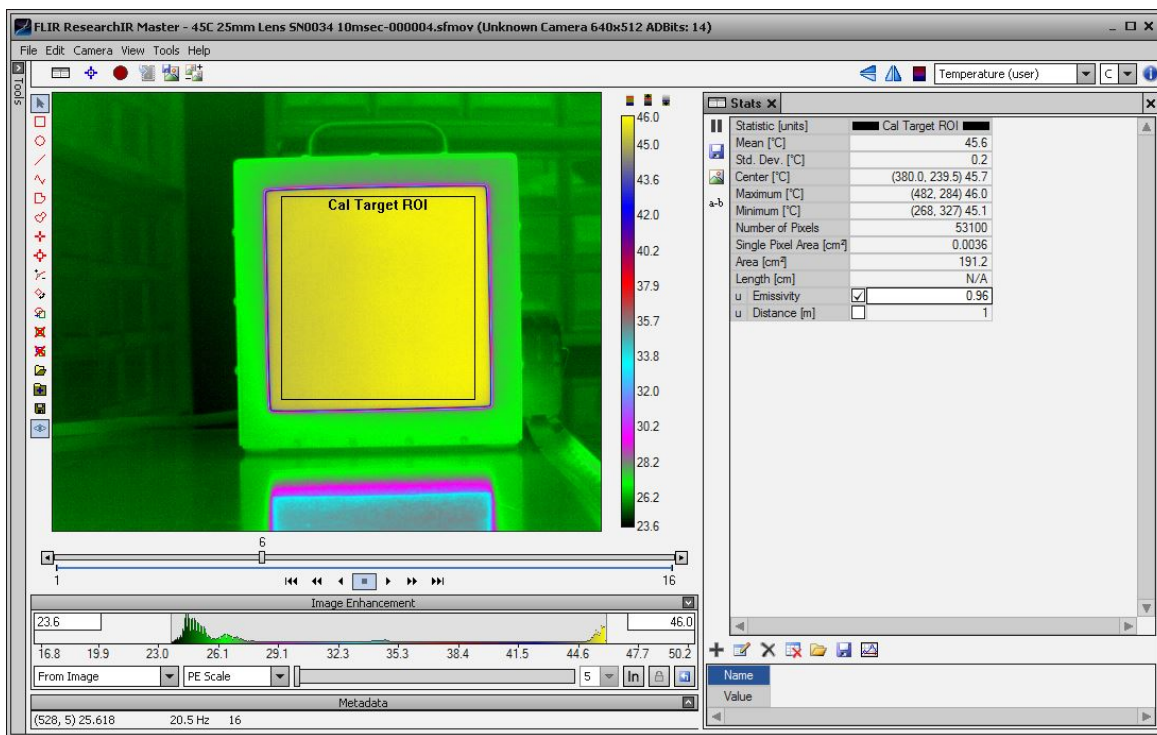 FLIR ResearchIR Master - 45C 25mm Lens SN0034 10msec-000004.sfmov (Unknown Camera 640x512 ADBits: 14)
File Edit Camera View Tools Help
Tools
Temperature (user) C
46.0
45.0
43.6
42.0
40.2
37.9
35.7
33.8
32.0
30.2
28.2
26.2
23.6
Cal Target ROI
6
1 16
Image Enhancement
23.6 46.0
16.8 19.9 23.0 26.1 29.1 32.3 35.3 38.4 41.5 44.6 47.7 50.2
From Image PE Scale 5 In
Metadata
(528, 5) 25.618 20.5 Hz 16
Stats X
a-b
Statistic [units] Cal Target ROI
Mean [°C] 45.6
Std. Dev. [°C] 0.2
Center [°C] (380.0, 239.5) 45.7
Maximum [°C] (482, 284) 46.0
Minimum [°C] (268, 327) 45.1
Number of Pixels 53100
Single Pixel Area [cm²] 0.0036
Area [cm²] 191.2
Length [cm] N/A
u Emissivity 0.96
u Distance [m] 1
Name
Value